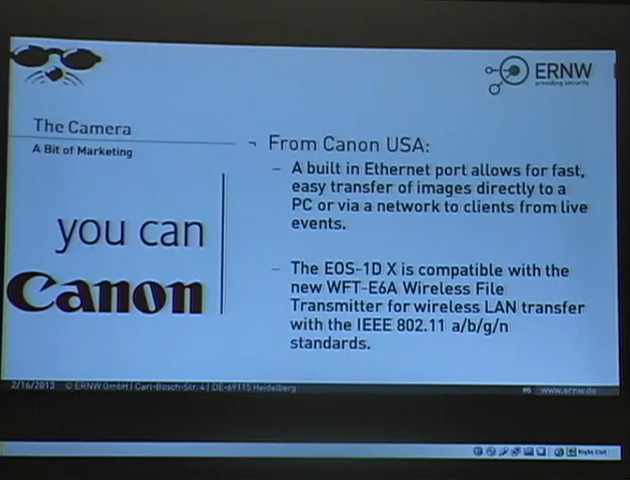 ERNW
providing security.
The Camera
A Bit of Marketing
¬ From Canon USA:
– A built in Ethernet port allows for fast,
easy transfer of images directly to a
PC or via a network to clients from live
events.
you can
Canon
– The EOS-1D X is compatible with the
new WFT-E6A Wireless File
Transmitter for wireless LAN transfer
with the IEEE 802.11 a/b/g/n
standards.
2/16/2013 © ERNW GmbH | Carl-Bosch-Str. 4 | DE-69115 Heidelberg
#6 www.ernw.de
Right Ctrl